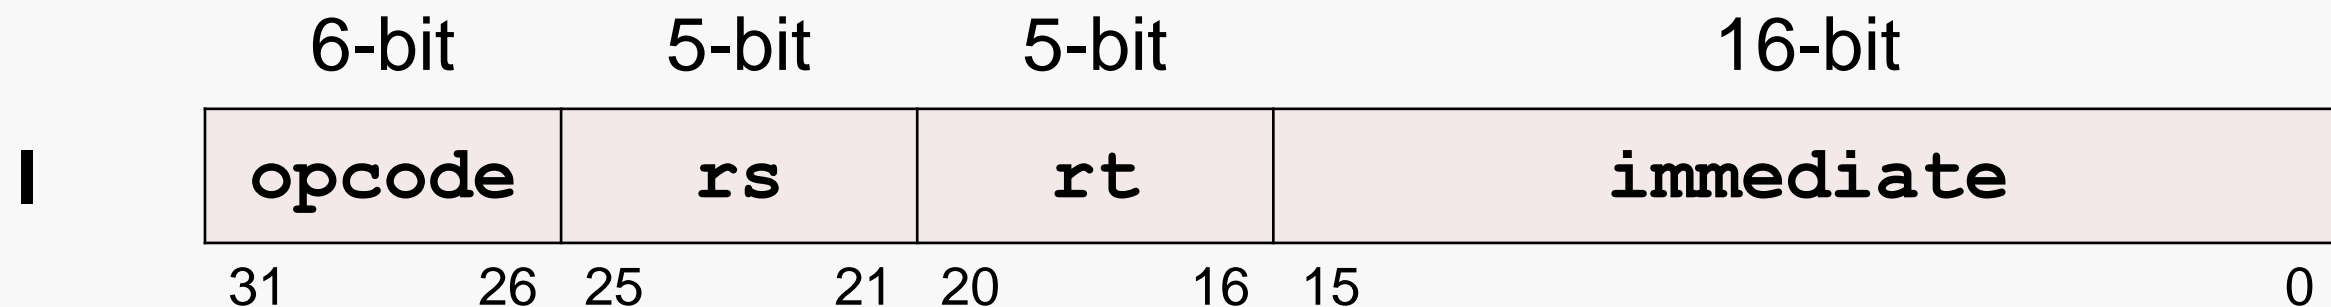 6-bit 5-bit 5-bit 16-bit
I opcode rs rt immediate
31 26 25 21 20 16 15 0